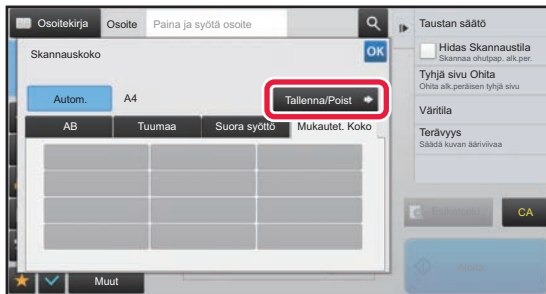 Osoitekirja
Osoite
Paina ja syötä osoite
Skannauskoko
OK
Autom.
A4
Tallenna/Poist
AB
Tuumaa
Suora syöttö
Mukautet. Koko
Muut
Taustan säätö
Hidas Skannaustila
Skannaa ohutpap. alk.per.
Tyhjä sivu Ohita
Ohita alk.peräisen tyhjä sivu
Väritila
Terävyys
Säädä kuvan ääriviivaa
Esikatselu
CA
Aloita